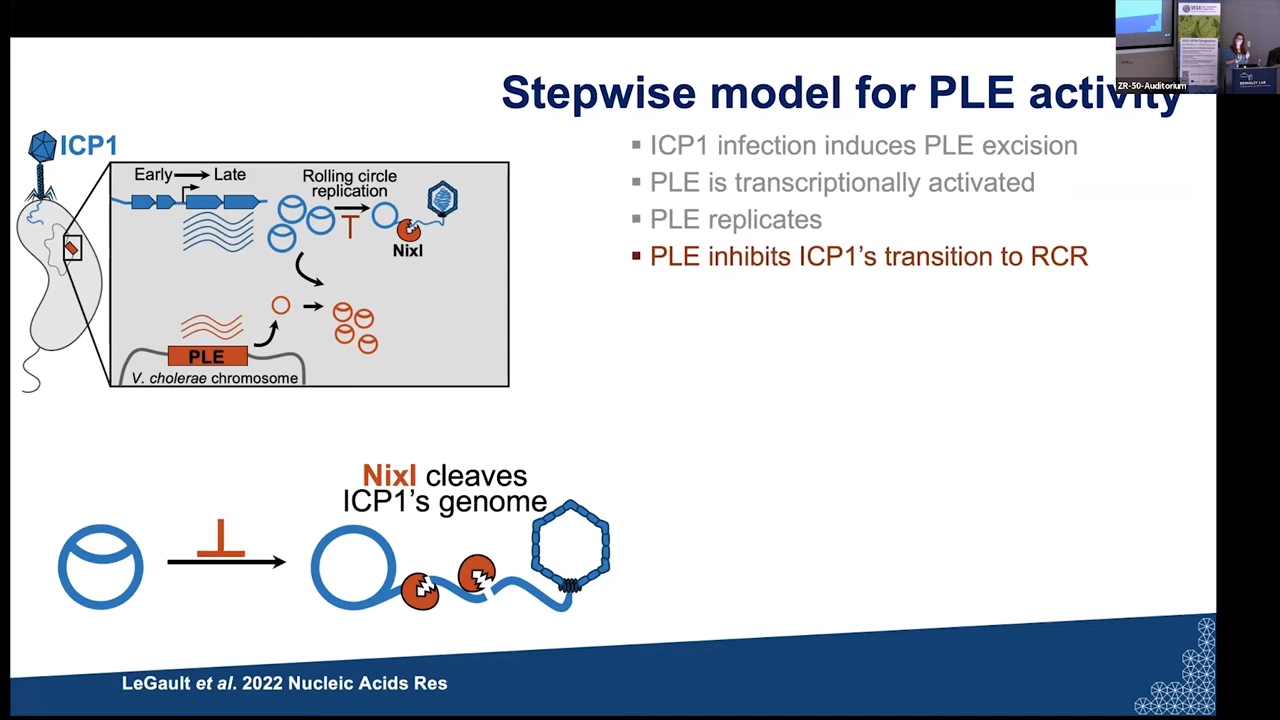 Stepwise model for PLE activity
ICP1 infection induces PLE excision
PLE is transcriptionally activated
PLE replicates
PLE inhibits ICP1's transition to RCR
ICP1
Early
Late
Rolling circle
replication
NixI
PLE
V. cholerae chromosome
NixI cleaves
ICP1's genome
LeGault et al. 2022 Nucleic Acids Res
ZR-50-Auditorium
BERKELEY LAB